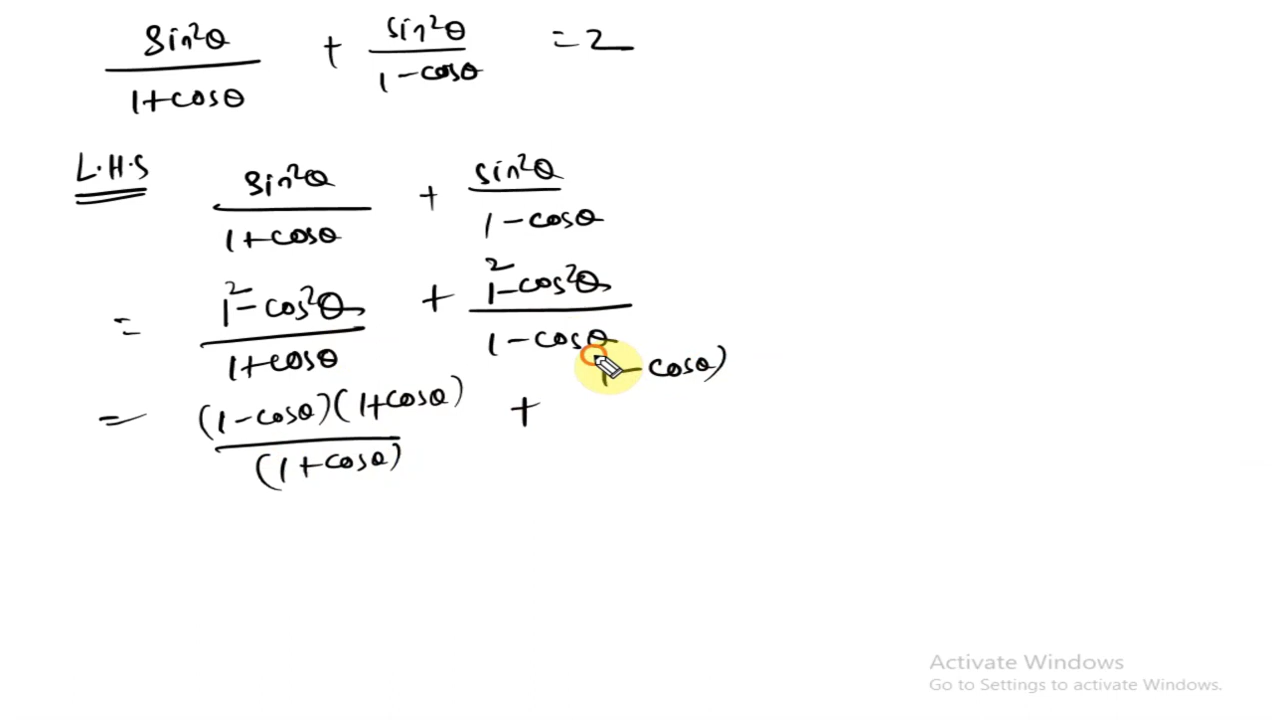 sin²θ/1+cosθ + sin²θ/1-cosθ = 2
L.H.S sin²θ/1+cosθ + sin²θ/1-cosθ
= 1²-cos²θ/1+cosθ + 1²-cos²θ/1-cosθ
1- cosθ)
= (1-cosθ)(1+cosθ)/(1+cosθ) +
Activate Windows
Go to Settings to activate Windows.